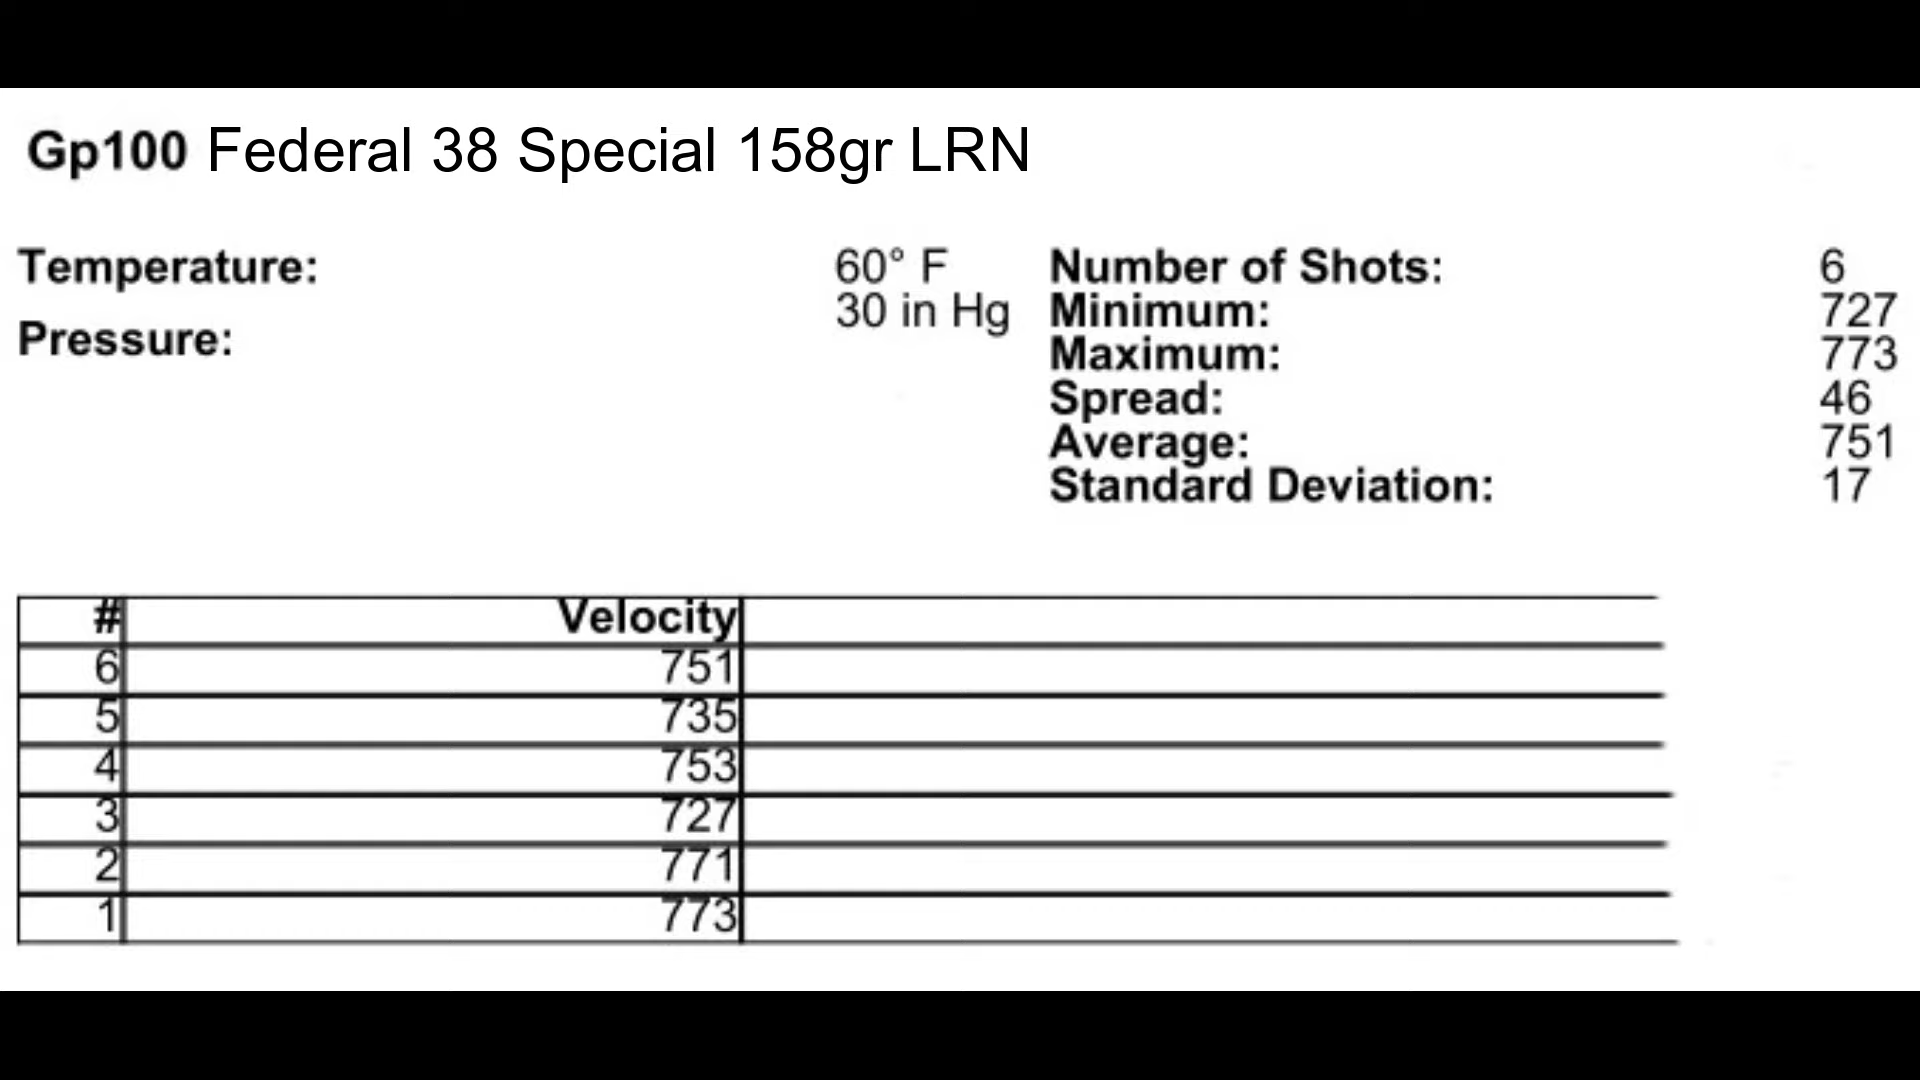 Gp100 Federal 38 Special 158gr LRN
Temperature: 60° F
Pressure: 30 in Hg
Number of Shots: 6
Minimum: 727
Maximum: 773
Spread: 46
Average: 751
Standard Deviation: 17
# Velocity
6 751
5 735
4 753
3 727
2 771
1 773